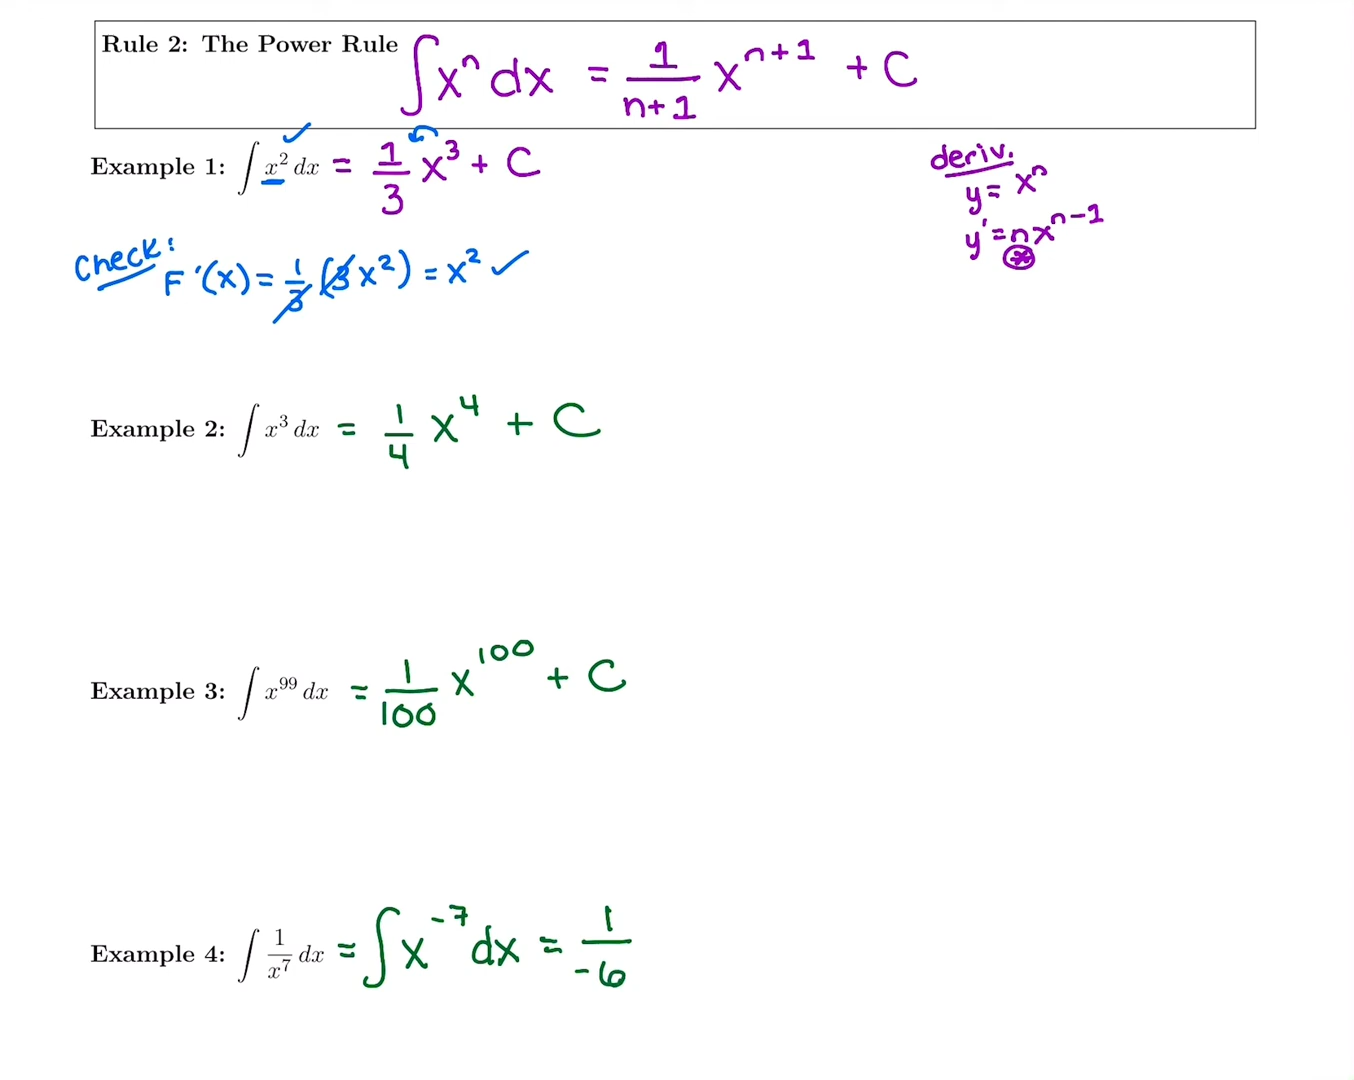 Rule 2: The Power Rule ∫xⁿ dx = 1/(n+1) xⁿ⁺¹ + C
Example 1: ∫ x² dx = 1/3 x³ + C
deriv.
y = xⁿ
y' = nxⁿ⁻¹
*
Check: F'(x) = 1/3 (3x²) = x² ✓
Example 2: ∫ x³ dx = 1/4 x⁴ + C
Example 3: ∫ x⁹⁹ dx = 1/100 x¹⁰⁰ + C
Example 4: ∫ 1/x⁷ dx = ∫ x⁻⁷ dx = 1/-6